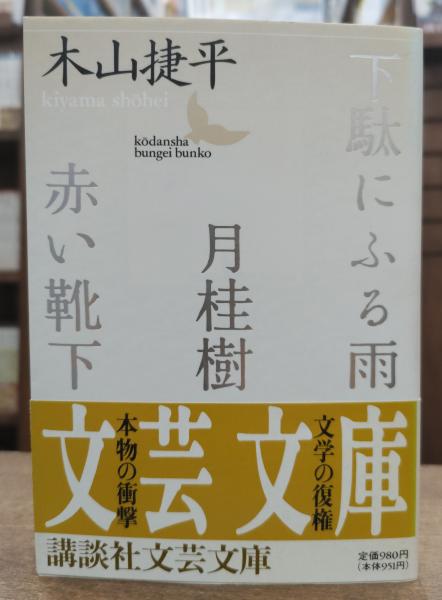 木山捷平
kiyama shōhei
kōdansha
bungei bunko
下駄にふる雨
月桂樹
赤い靴下
文芸文庫
文学の復権
本物の衝撃
講談社文芸文庫
定価980円
（本体951円）